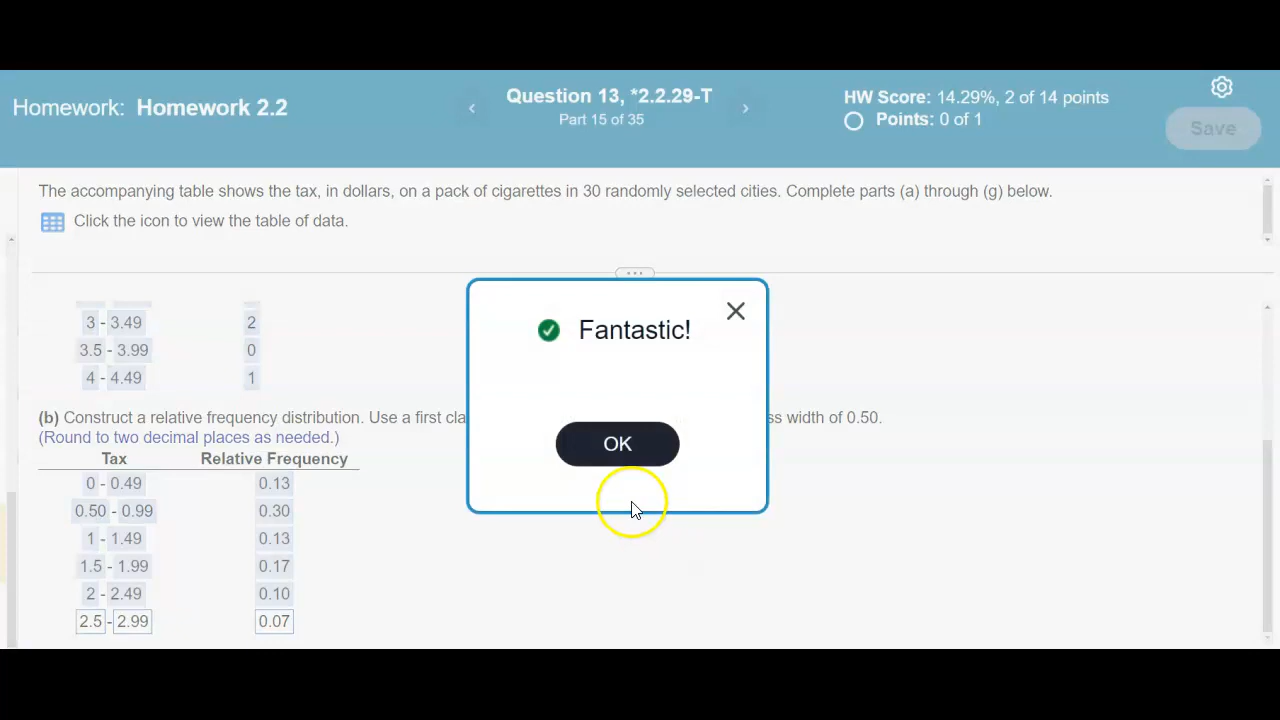 Homework: Homework 2.2
Question 13, *2.2.29-T
Part 15 of 35
HW Score: 14.29%, 2 of 14 points
Points: 0 of 1
Save
The accompanying table shows the tax, in dollars, on a pack of cigarettes in 30 randomly selected cities. Complete parts (a) through (g) below.
Click the icon to view the table of data.
3 - 3.49 2
3.5 - 3.99 0
4 - 4.49 1
Fantastic!
OK
(b) Construct a relative frequency distribution. Use a first cla ss width of 0.50.
(Round to two decimal places as needed.)
Tax Relative Frequency
0 - 0.49 0.13
0.50 - 0.99 0.30
1 - 1.49 0.13
1.5 - 1.99 0.17
2 - 2.49 0.10
2.5 - 2.99 0.07